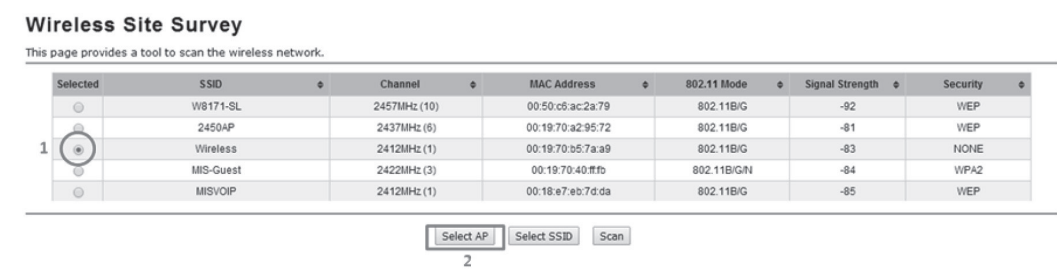 Wireless Site Survey
This page provides a tool to scan the wireless network.
Selected SSID Channel MAC Address 802.11 Mode Signal Strength Security
W8171-SL 2457MHz (10) 00:50:c6:ac:2a:79 802.11B/G -92 WEP
2450AP 2437MHz (6) 00:19:70:a2:95:72 802.11B/G -81 WEP
1 Wireless 2412MHz (1) 00:19:70:b5:7a:a9 802.11B/G -83 NONE
MIS-Guest 2422MHz (3) 00:19:70:40:ff:fb 802.11B/G/N -84 WPA2
MISVOIP 2412MHz (1) 00:18:e7:eb:7d:da 802.11B/G -85 WEP
Select AP Select SSID Scan
2